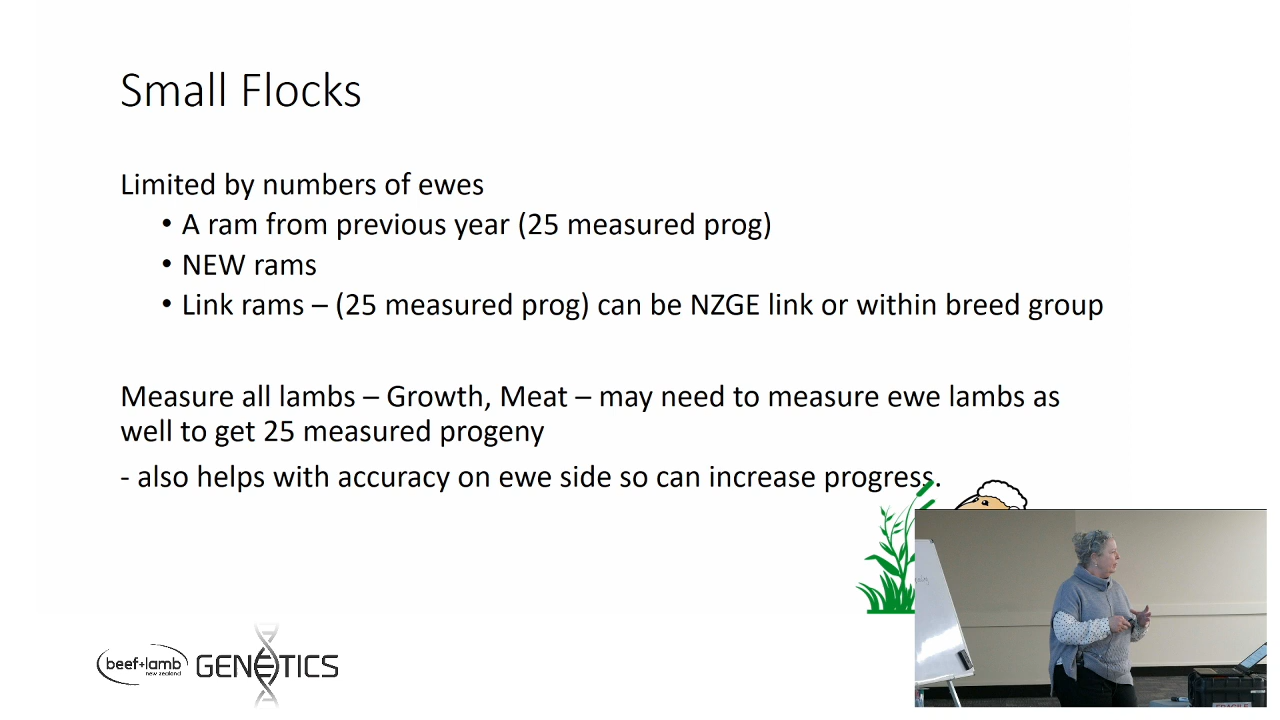 Small Flocks
Limited by numbers of ewes
• A ram from previous year (25 measured prog)
• NEW rams
• Link rams – (25 measured prog) can be NZGE link or within breed group
Measure all lambs – Growth, Meat – may need to measure ewe lambs as
well to get 25 measured progeny
- also helps with accuracy on ewe side so can increase progress.
beef+lamb
new zealand
GENETICS
FRAGILE